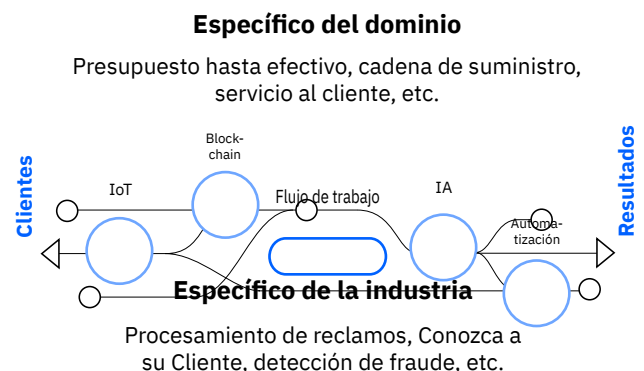 Específico del dominio
Presupuesto hasta efectivo, cadena de suministro,
servicio al cliente, etc.
Block-
chain
Clientes
Resultados
IoT
Flujo de trabajo
IA
Automa-
tización
Específico de la industria
Procesamiento de reclamos, Conozca a
su Cliente, detección de fraude, etc.